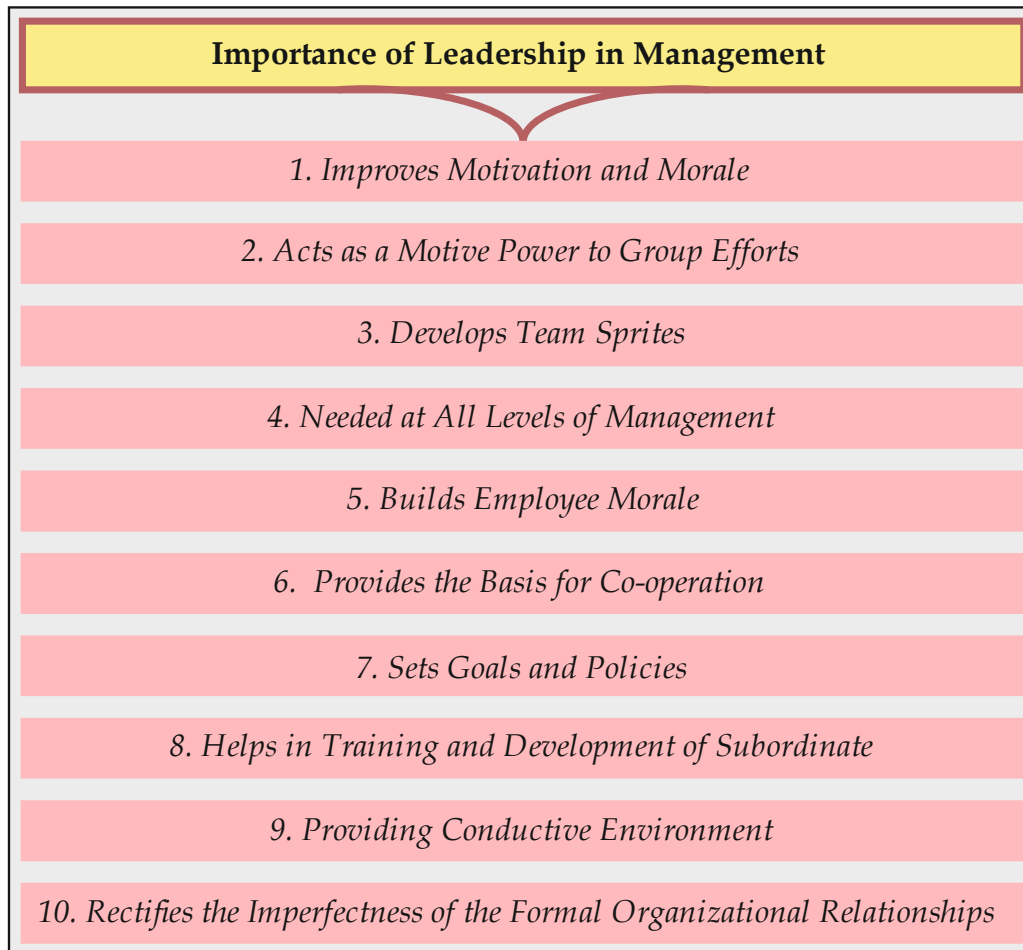 Importance of Leadership in Management
1. Improves Motivation and Morale
2. Acts as a Motive Power to Group Efforts
3. Develops Team Sprites
4. Needed at All Levels of Management
5. Builds Employee Morale
6. Provides the Basis for Co-operation
7. Sets Goals and Policies
8. Helps in Training and Development of Subordinate
9. Providing Conductive Environment
10. Rectifies the Imperfectness of the Formal Organizational Relationships